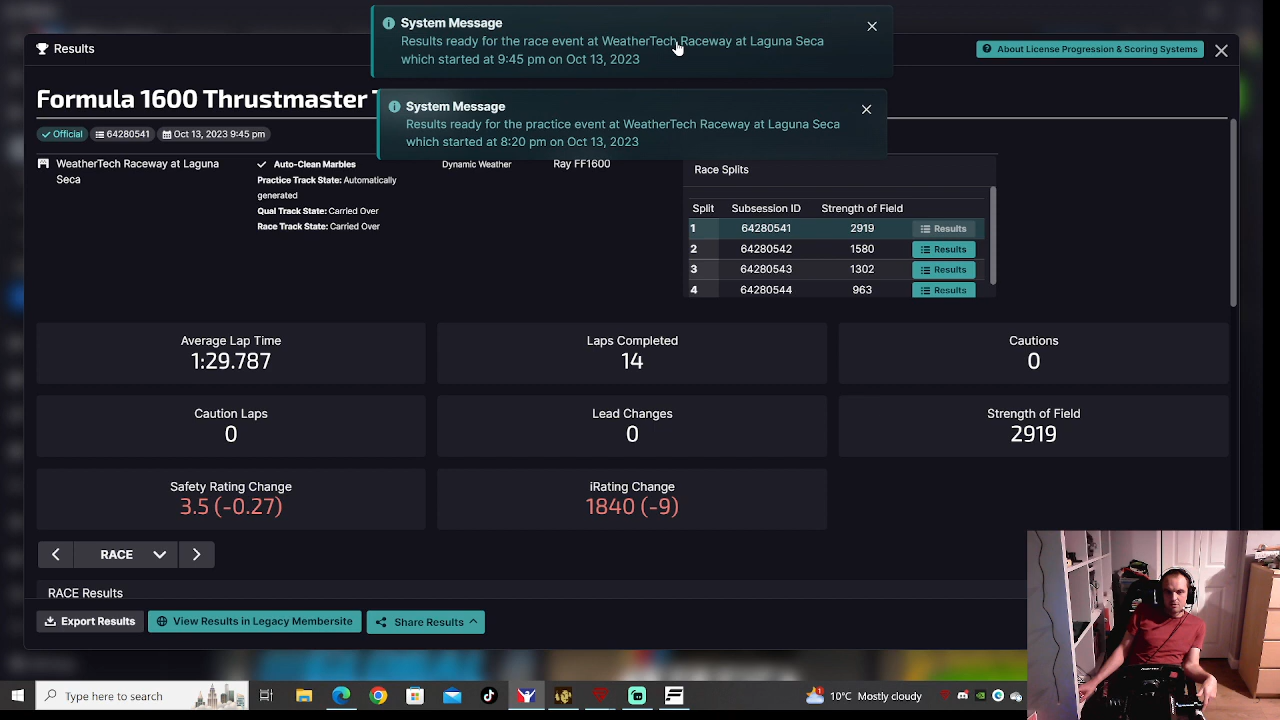 System Message
Results ready for the race event at WeatherTech Raceway at Laguna Seca
which started at 9:45 pm on Oct 13, 2023
Results
About License Progression & Scoring Systems
Formula 1600 Thrustmaster
System Message
Results ready for the practice event at WeatherTech Raceway at Laguna Seca
which started at 8:20 pm on Oct 13, 2023
Official
64280541
Oct 13, 2023 9:45 pm
WeatherTech Raceway at Laguna
Seca
Auto-Clean Marbles
Practice Track State: Automatically
generated
Qual Track State: Carried Over
Race Track State: Carried Over
Dynamic Weather
Ray FF1600
Race Splits
Split Subsession ID Strength of Field
1 64280541 2919 Results
2 64280542 1580 Results
3 64280543 1302 Results
4 64280544 963 Results
Average Lap Time
1:29.787
Laps Completed
14
Cautions
0
Caution Laps
0
Lead Changes
0
Strength of Field
2919
Safety Rating Change
3.5 (-0.27)
iRating Change
1840 (-9)
RACE
RACE Results
Export Results
View Results in Legacy Membersite
Share Results
Type here to search
10°C Mostly cloudy